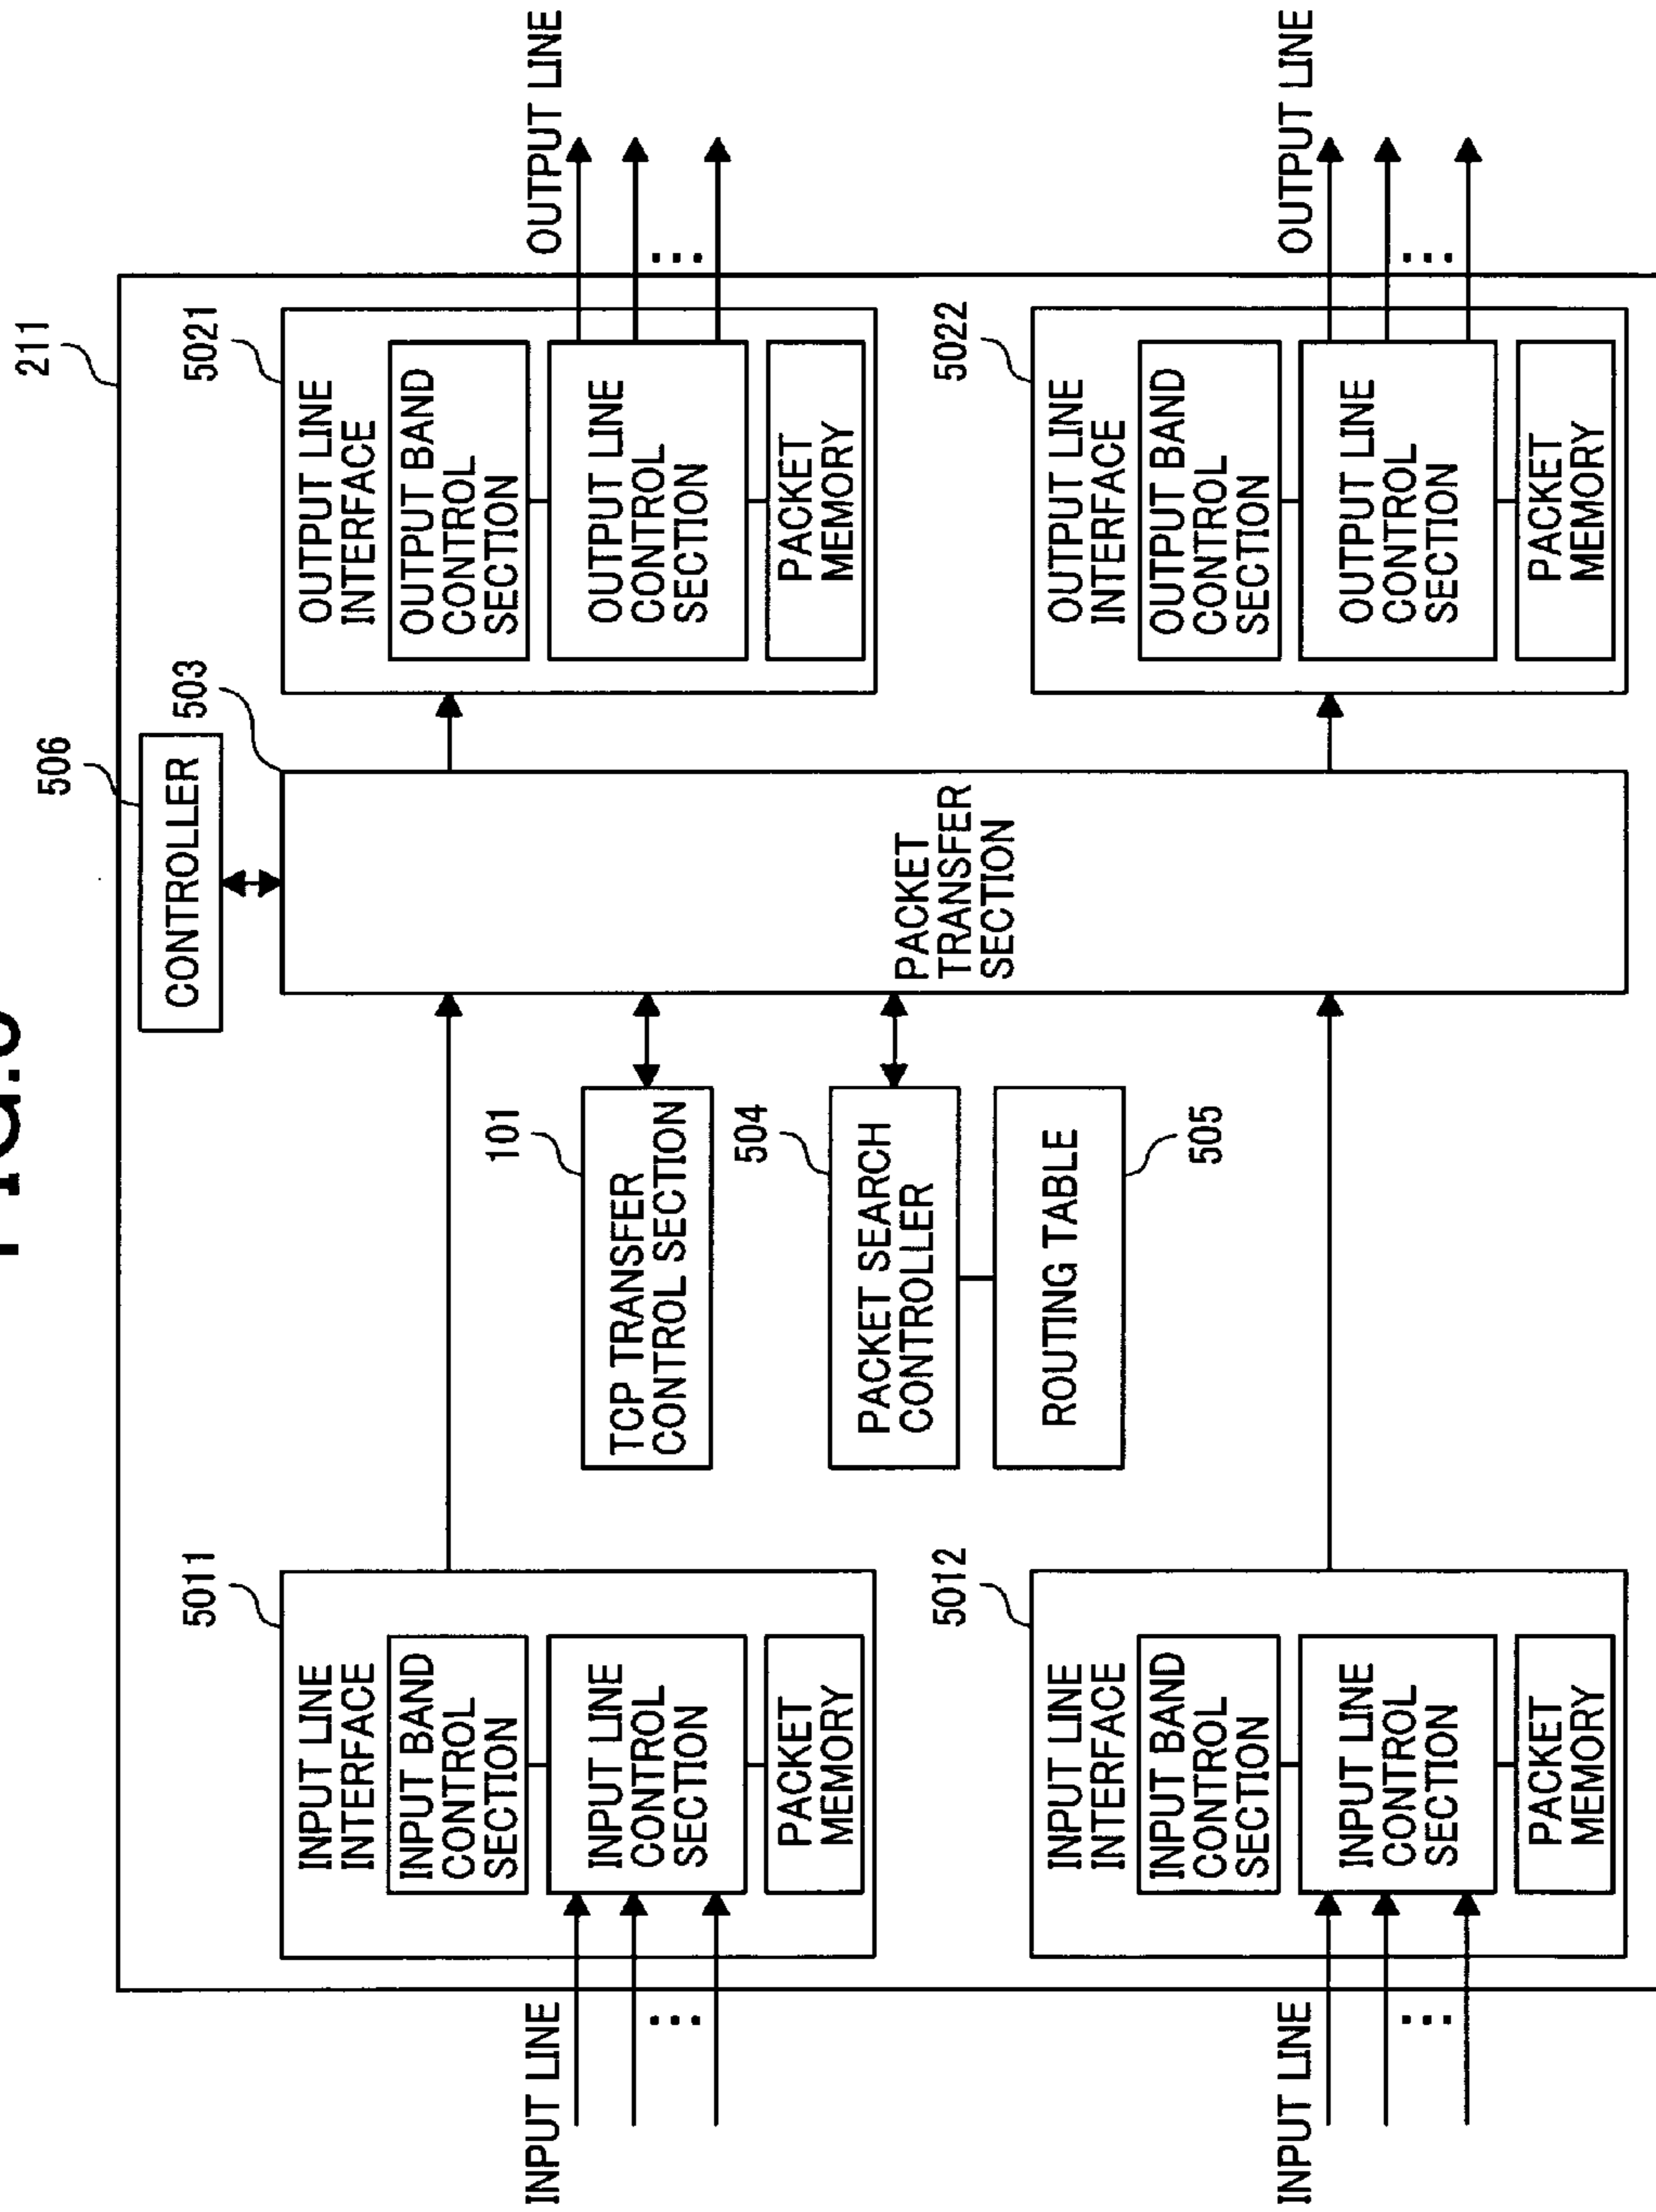 211
506
CONTROLLER
503
5011
INPUT LINE
INTERFACE
INPUT BAND
CONTROL
SECTION
INPUT LINE
CONTROL
SECTION
PACKET
MEMORY
INPUT LINE
...
101
TCP TRANSFER
CONTROL SECTION
504
PACKET SEARCH
CONTROLLER
ROUTING TABLE
505
PACKET
TRANSFER
SECTION
5021
OUTPUT LINE
INTERFACE
OUTPUT BAND
CONTROL
SECTION
OUTPUT LINE
CONTROL
SECTION
PACKET
MEMORY
OUTPUT LINE
...
5012
INPUT LINE
INTERFACE
INPUT BAND
CONTROL
SECTION
INPUT LINE
CONTROL
SECTION
PACKET
MEMORY
INPUT LINE
...
5022
OUTPUT LINE
INTERFACE
OUTPUT BAND
CONTROL
SECTION
OUTPUT LINE
CONTROL
SECTION
PACKET
MEMORY
OUTPUT LINE
...